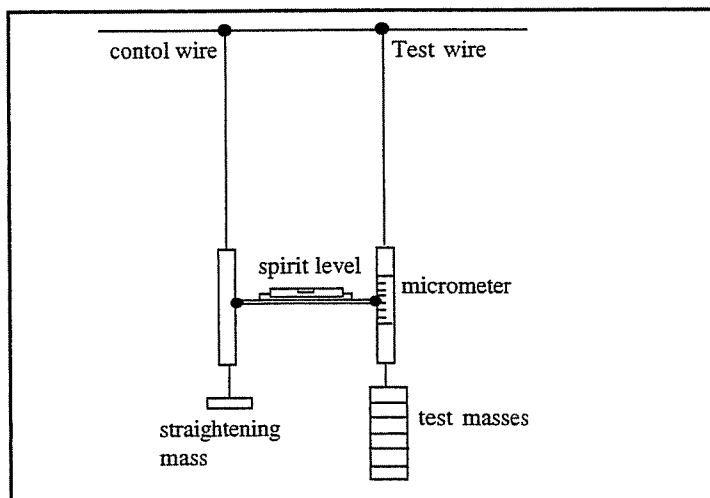 contol wire
Test wire
spirit level
micrometer
straightening
mass
test masses